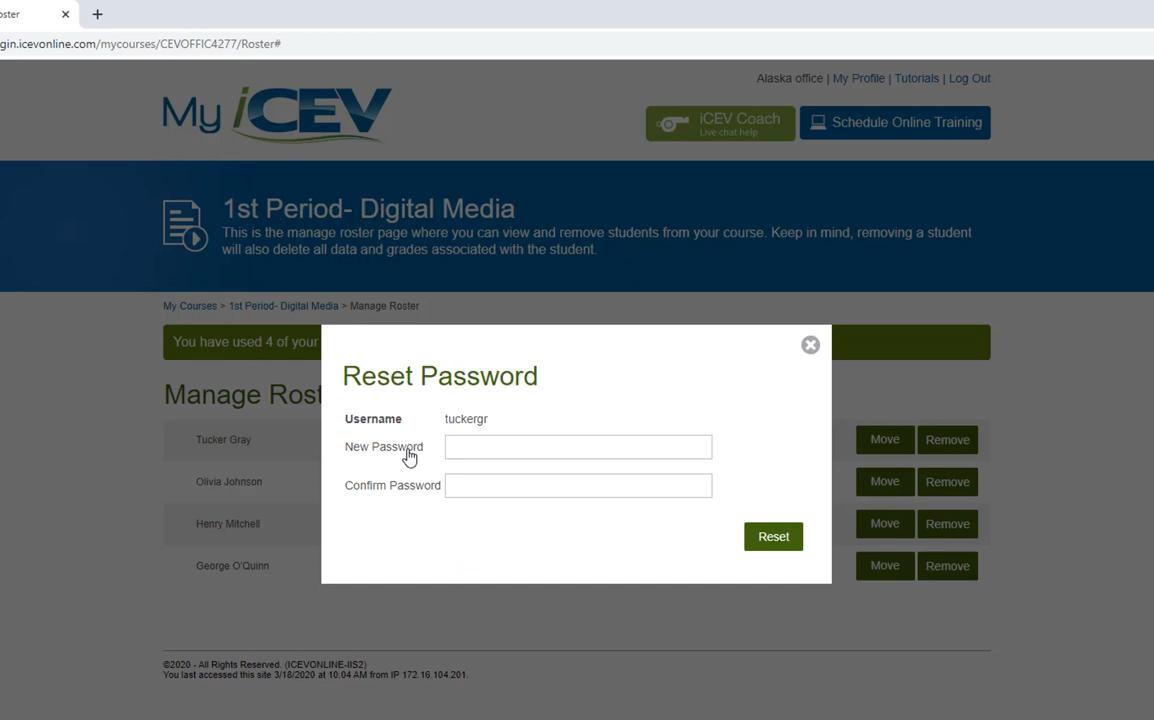 oster
gin.icevonline.com/mycourses/CEVOFFIC4277/Roster#
Alaska office | My Profile | Tutorials | Log Out
My iCEV
iCEV Coach
Live chat help
Schedule Online Training
1st Period- Digital Media
This is the manage roster page where you can view and remove students from your course. Keep in mind, removing a student
will also delete all data and grades associated with the student.
My Courses > 1st Period- Digital Media > Manage Roster
You have used 4 of your
Reset Password
Manage Rost
Username tuckergr
Tucker Gray
New Password
Move Remove
Olivia Johnson
Confirm Password
Move Remove
Henry Mitchell
Move Remove
Reset
George O'Quinn
Move Remove
©2020 - All Rights Reserved. (ICEVONLINE-IIS2)
You last accessed this site 3/18/2020 at 10:04 AM from IP 172.16.104.201.